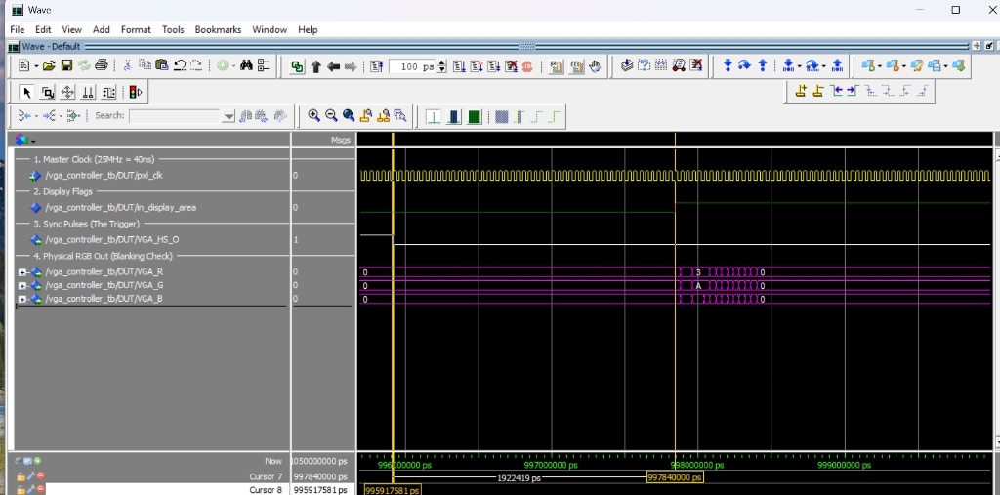 Wave
File Edit View Add Format Tools Bookmarks Window Help
Wave - Default
100 ps
Search:
Msgs
1. Master Clock (25MHz = 40ns)
/vga_controller_tb/DUT/pxl_clk 0
2. Display Flags
/vga_controller_tb/DUT/in_display_area 0
3. Sync Pulses (The Trigger)
/vga_controller_tb/DUT/VGA_HS_O 1
4. Physical RGB Out (Blanking Check)
/vga_controller_tb/DUT/VGA_R 0 0 3 0
/vga_controller_tb/DUT/VGA_G 0 0 A 0
/vga_controller_tb/DUT/VGA_B 0 0 0
Now 1050000000 ps 996000000 ps 997000000 ps 998000000 ps 999000000 ps
Cursor 7 997840000 ps 1922419 ps 997840000 ps
Cursor 8 995917581 ps 995917581 ps